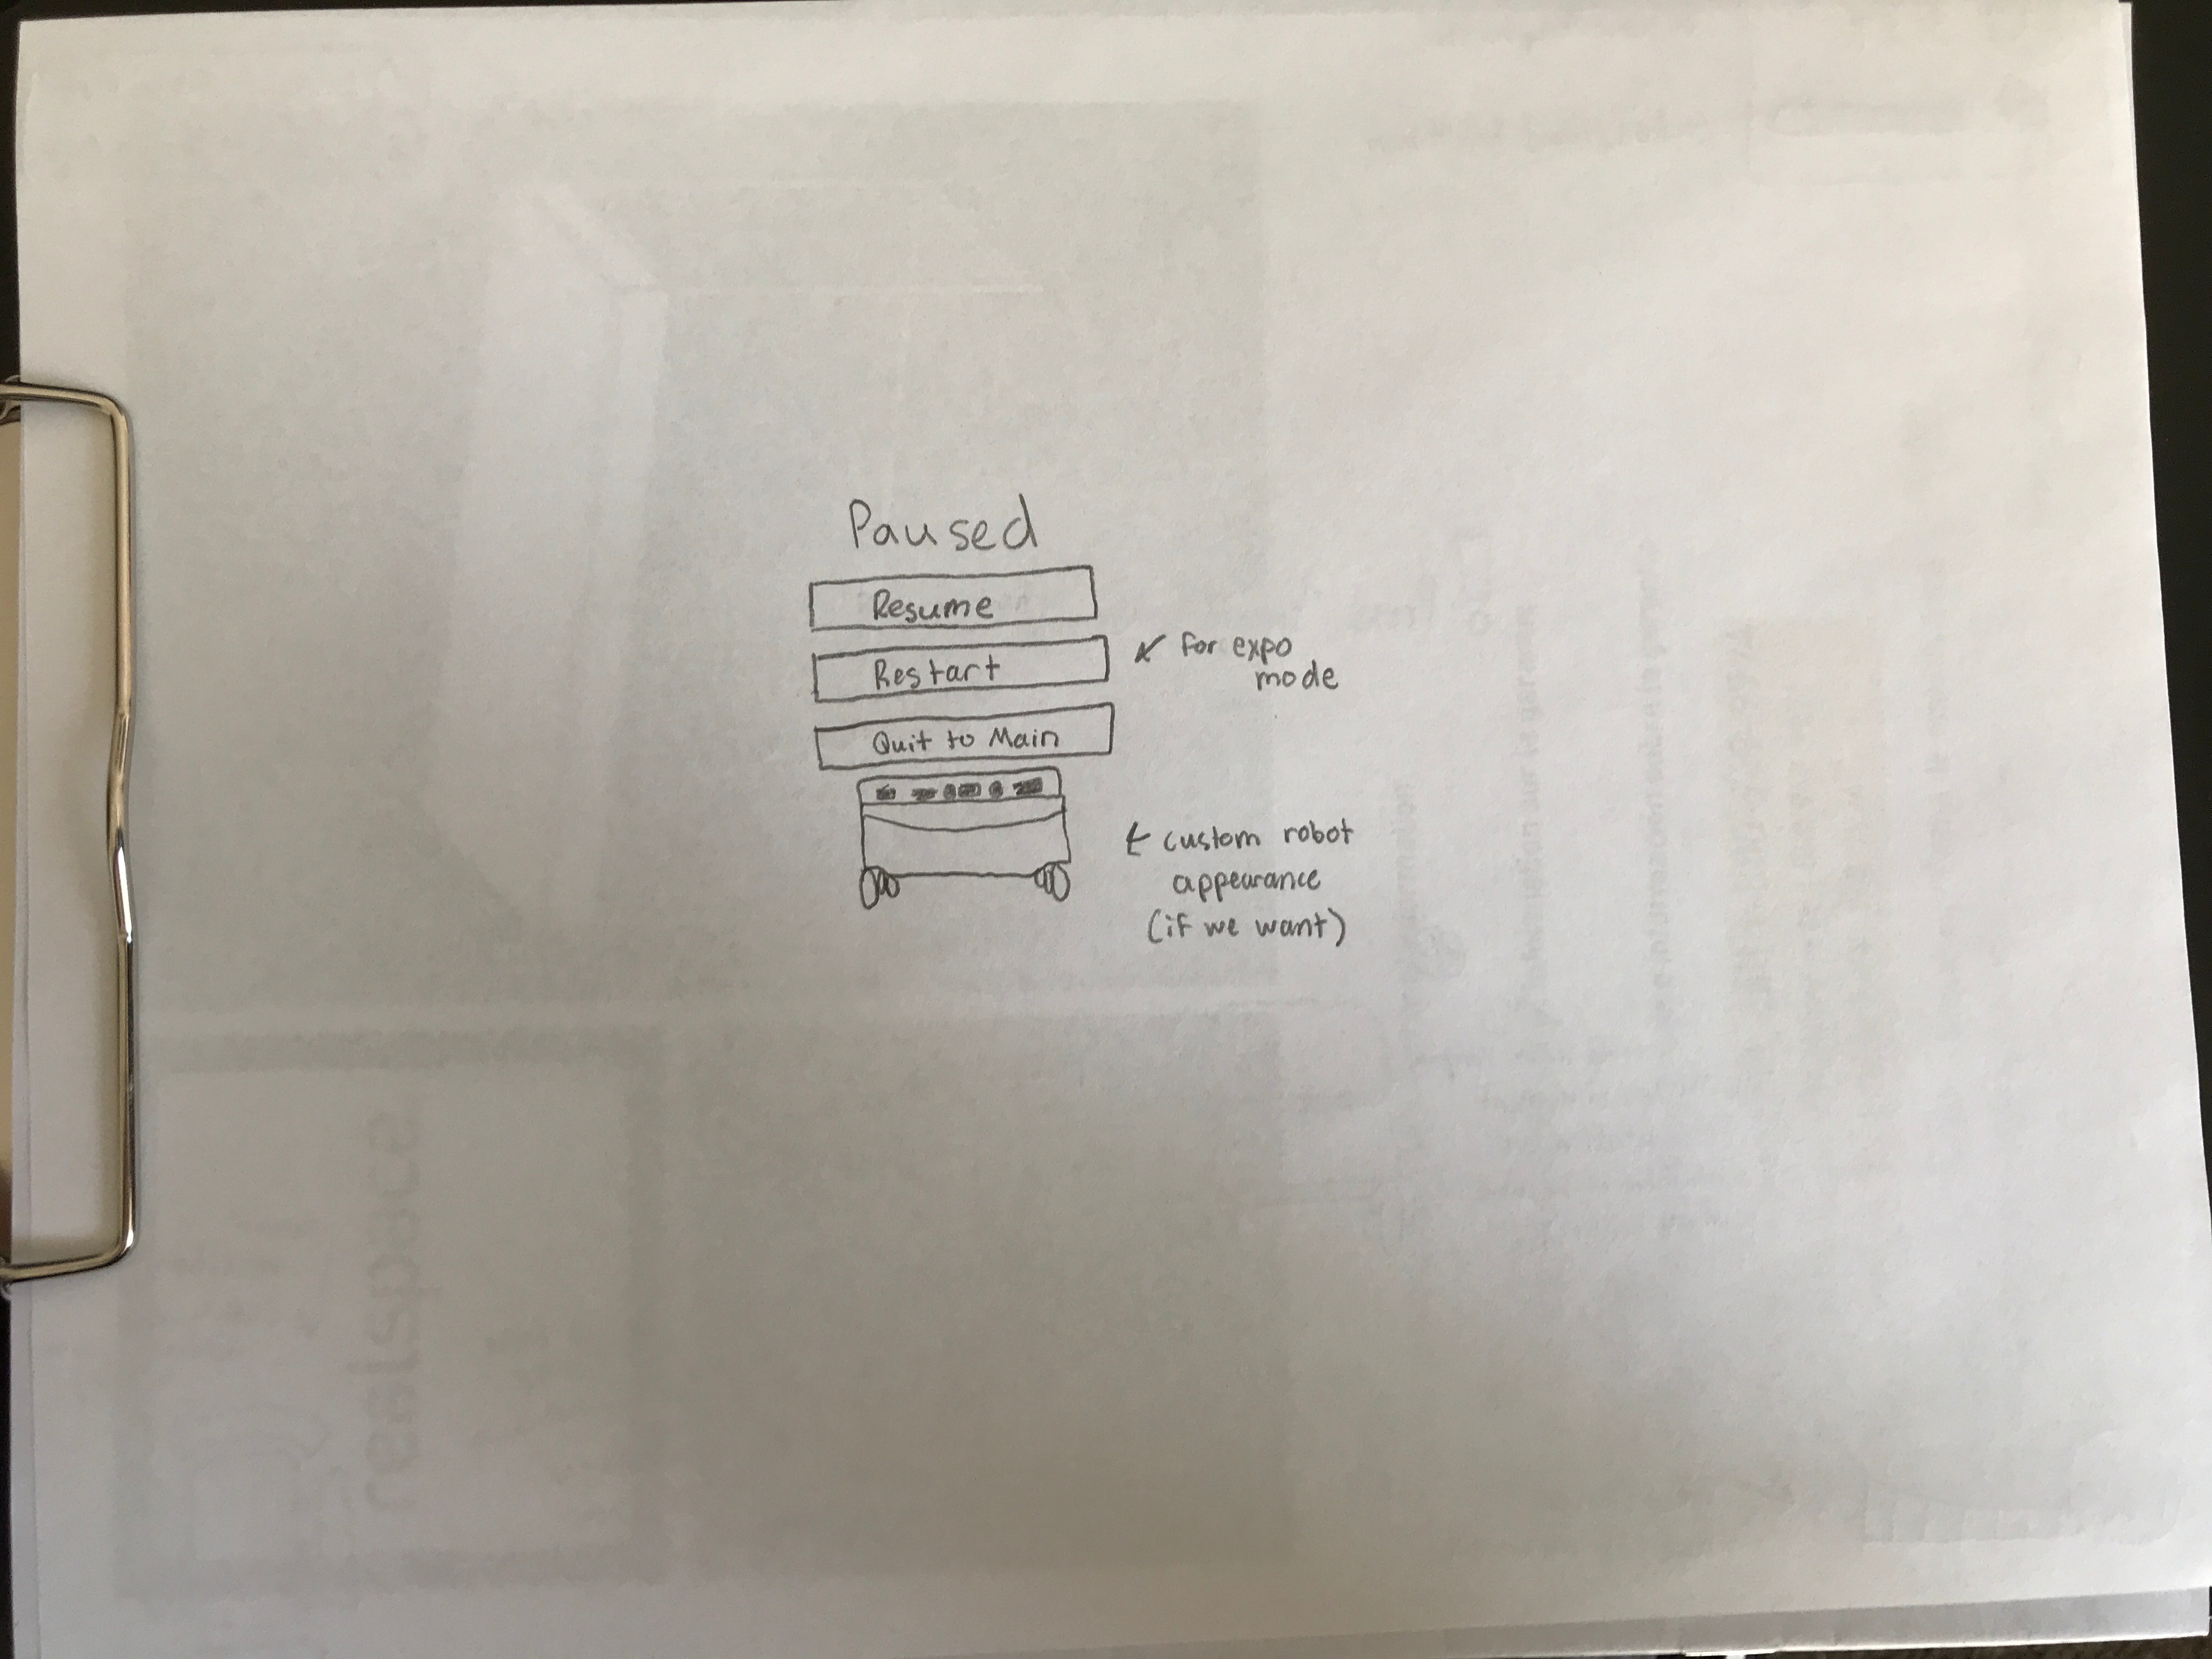 Paused
Resume
Restart
for expo
mode
Quit to Main
custom robot
appearance
(if we want)